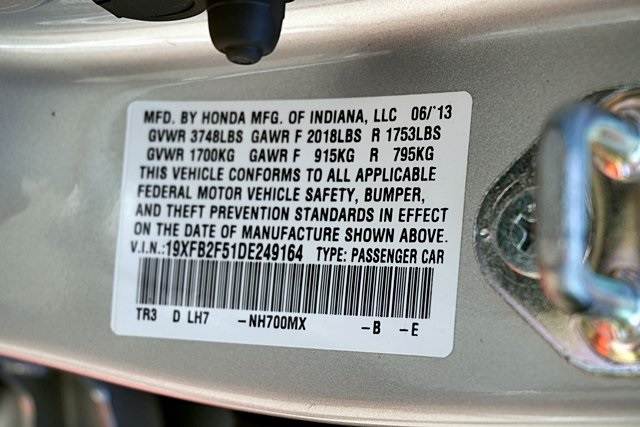 MFD. BY HONDA MFG. OF INDIANA, LLC 06/'13
GVWR 3748LBS GAWR F 2018LBS R 1753LBS
GVWR 1700KG GAWR F 915KG R 795KG
THIS VEHICLE CONFORMS TO ALL APPLICABLE
FEDERAL MOTOR VEHICLE SAFETY, BUMPER,
AND THEFT PREVENTION STANDARDS IN EFFECT
ON THE DATE OF MANUFACTURE SHOWN ABOVE.
V.I.N.:19XFB2F51DE249164 TYPE: PASSENGER CAR
TR3 D LH7 -NH700MX -B -E